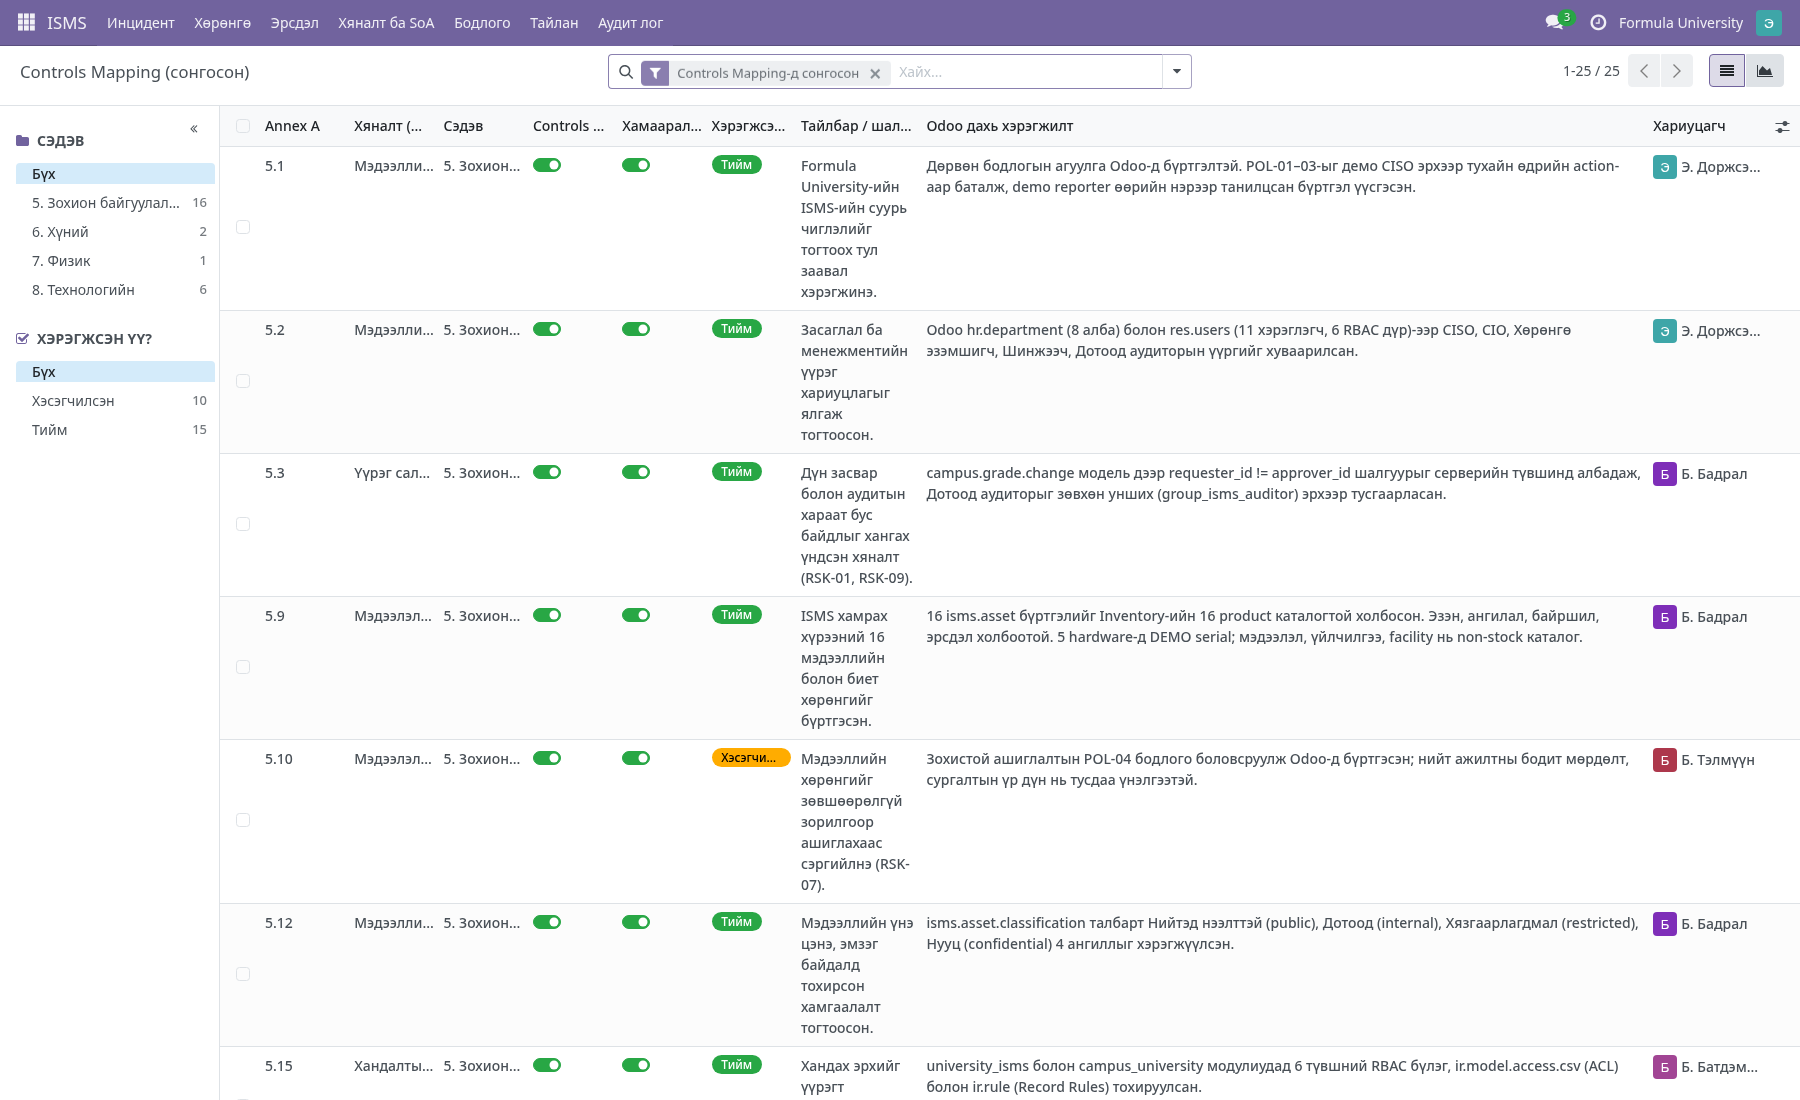 ISMS Инцидент Хөрөнгө Эрсдэл Хяналт ба SoA Бодлого Тайлан Аудит лог 3 Formula University Э
Controls Mapping (сонгосон) Controls Mapping-д сонгосон Хайх... 1-25 / 25
СЭДЭВ
Бүх
5. Зохион байгуулал... 16
6. Хүний 2
7. Физик 1
8. Технологийн 6
ХЭРЭГЖСЭН ҮҮ?
Бүх
Хэсэгчилсэн 10
Тийм 15
Annex A Хяналт (... Сэдэв Controls ... Хамаарал... Хэрэгжсэ... Тайлбар / шал... Odoo дахь хэрэгжилт Хариуцагч
5.1 Мэдээлли... 5. Зохион... Тийм
Formula
University-ийн
ISMS-ийн суурь
чиглэлийг
тогтоох тул
заавал
хэрэгжинэ.
Дөрвөн бодлогын агуулга Odoo-д бүртгэлтэй. POL-01–03-ыг демо CISO эрхээр тухайн өдрийн action-
аар баталж, demo reporter өөрийн нэрээр танилцсан бүртгэл үүсгэсэн.
Э Э. Доржсэ...
5.2 Мэдээлли... 5. Зохион... Тийм
Засаглал ба
менежментийн
үүрэг
хариуцлагыг
ялгаж
тогтоосон.
Odoo hr.department (8 алба) болон res.users (11 хэрэглэгч, 6 RBAC дүр)-ээр CISO, CIO, Хөрөнгө
эзэмшигч, Шинжээч, Дотоод аудиторын үүргийг хуваарилсан.
Э Э. Доржсэ...
5.3 Үүрэг сал... 5. Зохион... Тийм
Дүн засвар
болон аудитын
хараат бус
байдлыг хангах
үндсэн хяналт
(RSK-01, RSK-09).
campus.grade.change модель дээр requester_id != approver_id шалгуурыг серверийн түвшинд албадаж,
Дотоод аудиторыг зөвхөн унших (group_isms_auditor) эрхээр тусгаарласан.
Б Б. Бадрал
5.9 Мэдээлэл... 5. Зохион... Тийм
ISMS хамрах
хүрээний 16
мэдээллийн
болон биет
хөрөнгийг
бүртгэсэн.
16 isms.asset бүртгэлийг Inventory-ийн 16 product каталогтой холбосон. Эзэн, ангилал, байршил,
эрсдэл холбоотой. 5 hardware-д DEMO serial; мэдээлэл, үйлчилгээ, facility нь non-stock каталог.
Б Б. Бадрал
5.10 Мэдээлэл... 5. Зохион... Хэсэгчи...
Мэдээллийн
хөрөнгийг
зөвшөөрөлгүй
зорилгоор
ашиглахаас
сэргийлнэ (RSK-
07).
Зохистой ашиглалтын POL-04 бодлого боловсруулж Odoo-д бүртгэсэн; нийт ажилтны бодит мөрдөлт,
сургалтын үр дүн нь тусдаа үнэлгээтэй.
Б Б. Тэлмүүн
5.12 Мэдээлли... 5. Зохион... Тийм
Мэдээллийн үнэ
цэнэ, эмзэг
байдалд
тохирсон
хамгаалалт
тогтоосон.
isms.asset.classification талбарт Нийтэд нээлттэй (public), Дотоод (internal), Хязгаарлагдмал (restricted),
Нууц (confidential) 4 ангиллыг хэрэгжүүлсэн.
Б Б. Бадрал
5.15 Хандалты... 5. Зохион... Тийм
Хандах эрхийг
үүрэгт
university_isms болон campus_university модулиудад 6 түвшний RBAC бүлэг, ir.model.access.csv (ACL)
болон ir.rule (Record Rules) тохируулсан.
Б Б. Батдэм...